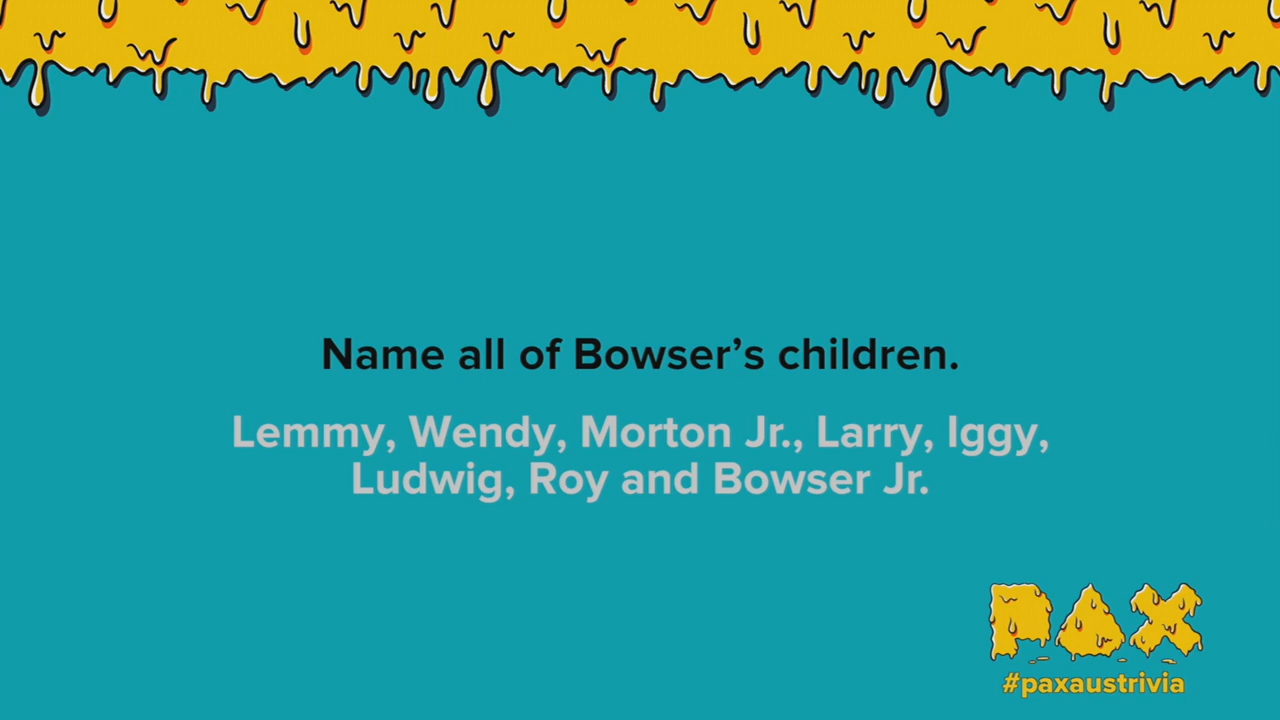 Name all of Bowser’s children.
Lemmy, Wendy, Morton Jr., Larry, Iggy,
Ludwig, Roy and Bowser Jr.
PAX
#paxaustrivia